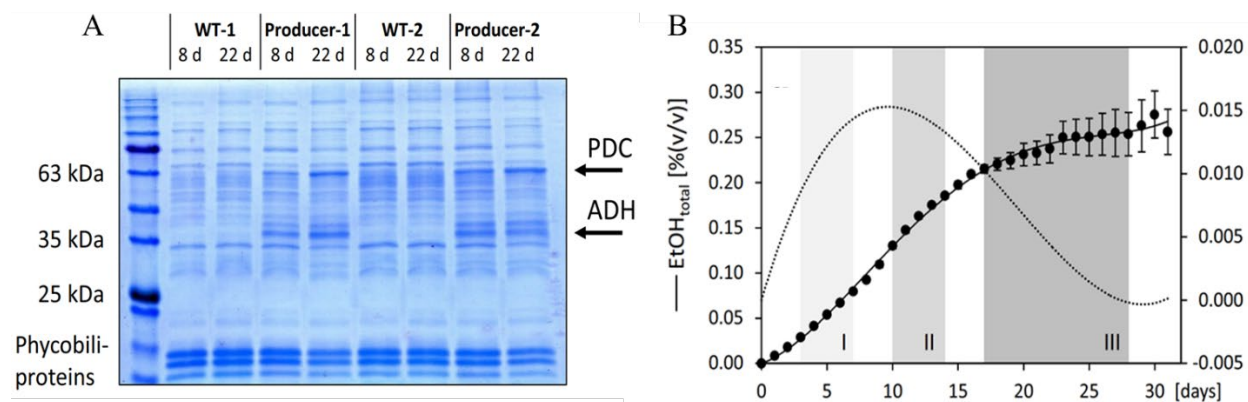 A
WT-1 Producer-1 WT-2 Producer-2
8 d 22 d 8 d 22 d 8 d 22 d 8 d 22 d
63 kDa
35 kDa
25 kDa
Phycobili-
proteins
PDC
ADH
B
EtOHtotal [%(v/v)]
0.35
0.30
0.25
0.20
0.15
0.10
0.05
0.00
I II III
0 5 10 15 20 25 30 [days]
0.020
0.015
0.010
0.005
0.000
-0.005